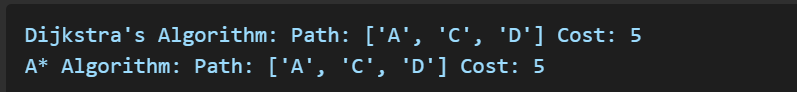 Dijkstra's Algorithm: Path: ['A', 'C', 'D'] Cost: 5
A* Algorithm: Path: ['A', 'C', 'D'] Cost: 5